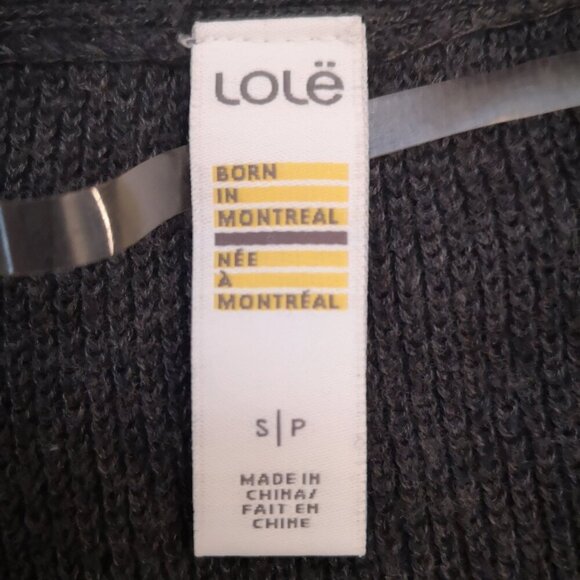 Lolë
BORN
IN
MONTREAL
NÉE
À
MONTRÉAL
S|P
MADE IN
CHINA/
FAIT EN
CHINE